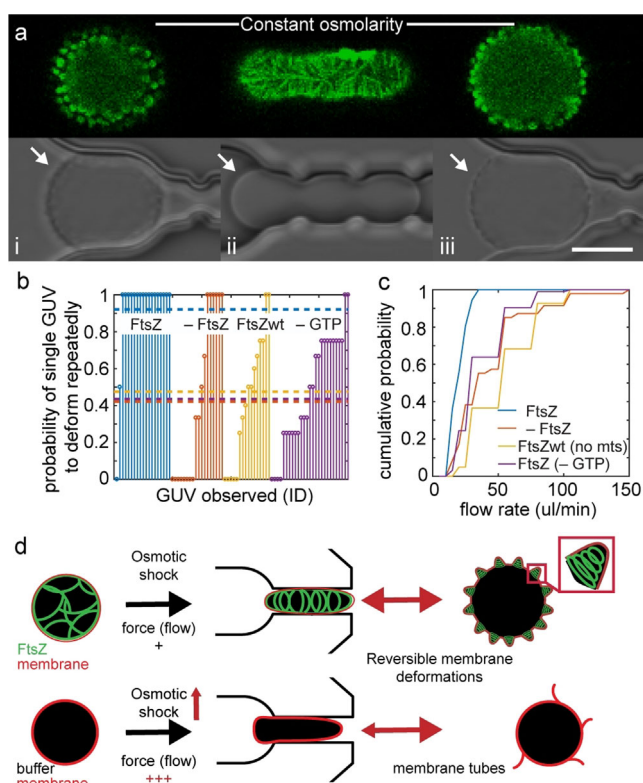 a
Constant osmolarity
i
ii
iii
b
c
probability of single GUV
to deform repeatedly
1
0.8
0.6
0.4
0.2
0
FtsZ
– FtsZ
FtsZwt
– GTP
GUV observed (ID)
cumulative probability
1
0.8
0.6
0.4
0.2
0
FtsZ
– FtsZ
FtsZwt (no mts)
FtsZ (– GTP)
0
50
100
150
flow rate (ul/min)
d
FtsZ
membrane
Osmotic
shock
force (flow)
+
Reversible membrane
deformations
buffer
membrane
Osmotic
shock
force (flow)
+++
membrane tubes